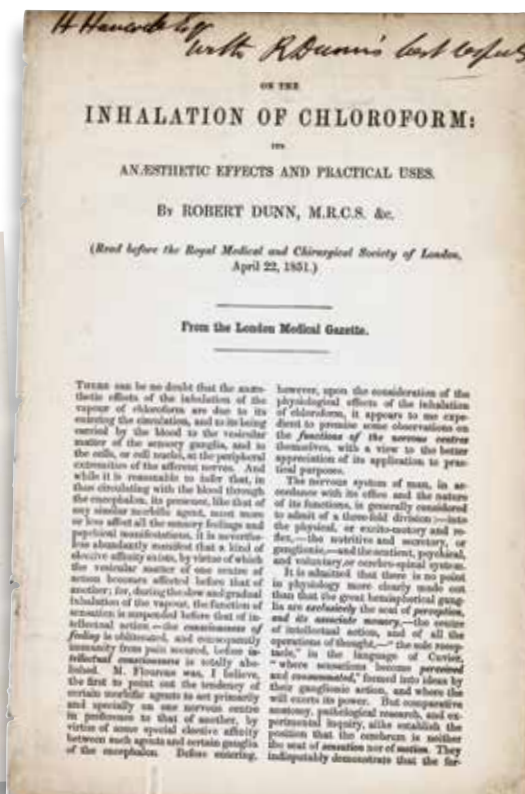 H Hancock Esq
with R Dunn's best
ON THE
INHALATION OF CHLOROFORM:
ITS
ANÆSTHETIC EFFECTS AND PRACTICAL USES.
BY ROBERT DUNN, M.R.C.S. &c.
(Read before the Royal Medical and Chirurgical Society of London,
April 22, 1851.)
From the London Medical Gazette.
THERE can be no doubt that the anæs-
thetic effects of the inhalation of the
vapour of chloroform are due to its
entering the circulation, and to its being
carried by the blood to the vesicular
matter of the sensory ganglia, and to
the cells, or cell nuclei, at the peripheral
extremities of the afferent nerves. And
while it is reasonable to infer that, in
thus circulating with the blood through
the encephalon, its presence, like that of
any similar morbific agent, must more
or less affect all the sensory feelings and
psychical manifestations, it is neverthe-
less abundantly manifest that a kind of
elective affinity exists, by virtue of which
the vesicular matter of one centre of
action becomes affected before that of
another; for, during the slow and gradual
inhalation of the vapour, the function of
sensation is suspended before that of in-
tellectual action—the consciousness of
feeling is obliterated, and consequently
immunity from pain secured, before in-
tellectual consciousness is totally abo-
lished. M. Flourens was, I believe,
the first to point out the tendency of
certain morbific agents to act primarily
and specially on one nervous centre
in preference to that of another, by
virtue of some special elective affinity
between such agents and certain ganglia
of the encephalon. Before entering,
however, upon the consideration of the
physiological effects of the inhalation
of chloroform, it appears to me expe-
dient to premise some observations on
the functions of the nervous centres
themselves, with a view to the better
appreciation of its application to prac-
tical purposes.
The nervous system of man, in ac-
cordance with its office and the nature
of its functions, is generally considered
to admit of a three-fold division:—into
the physical, or excito-motory and re-
flex,—the nutritive and secretory, or
ganglionic,—and the sentient, psychical,
and voluntary, or cerebro-spinal system.
It is admitted that there is no point
in physiology more clearly made out
than that the great hemispherical gang-
lia are exclusively the seat of perception,
and its associate memory,—the centre
of intellectual action, and of all the
operations of thought,—"the sole recep-
tacle," in the language of Cuvier,
"where sensations become perceived
and consummated," formed into ideas by
their ganglionic action, and where the
will exerts its power. But comparative
anatomy, pathological research, and ex-
perimental inquiry, alike establish the
position that the cerebrum is neither
the seat of sensation nor of motion. They
indisputably demonstrate that the for-